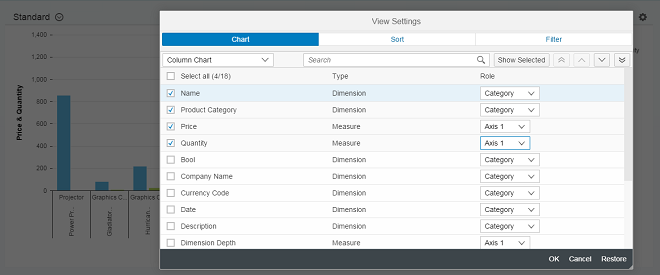 Standard
View Settings
Chart Sort Filter
Column Chart Search Show Selected
Select all (4/18) Type Role
Name Dimension Category
Product Category Dimension Category
Price Measure Axis 1
Quantity Measure Axis 1
Bool Dimension Category
Company Name Dimension Category
Currency Code Dimension Category
Date Dimension Category
Description Dimension Category
Dimension Depth Measure Axis 1
OK Cancel Restore
Price & Quantity
1,400
1,200
1,000
800
600
400
200
0
Projector Graphics C... Graphics C
Power Pr... Gladiator... Hurrican...